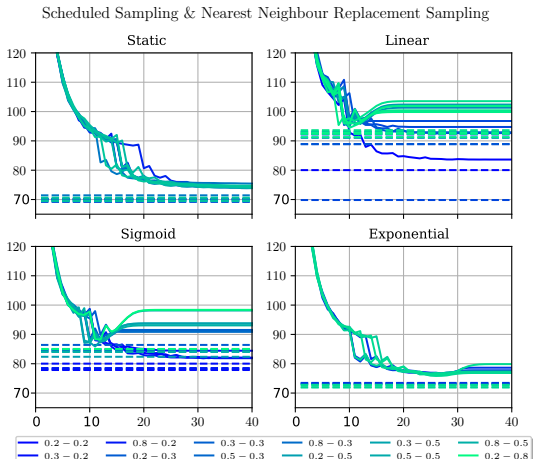 Scheduled Sampling & Nearest Neighbour Replacement Sampling
Static
Linear
120
110
100
90
80
70
120
110
100
90
80
70
Sigmoid
Exponential
120
110
100
90
80
70
0 10 20 30 40
120
110
100
90
80
70
0 10 20 30 40
0.2 − 0.2 0.8 − 0.2 0.3 − 0.3 0.8 − 0.3 0.3 − 0.5 0.8 − 0.5
0.3 − 0.2 0.2 − 0.3 0.5 − 0.3 0.2 − 0.5 0.5 − 0.5 0.2 − 0.8